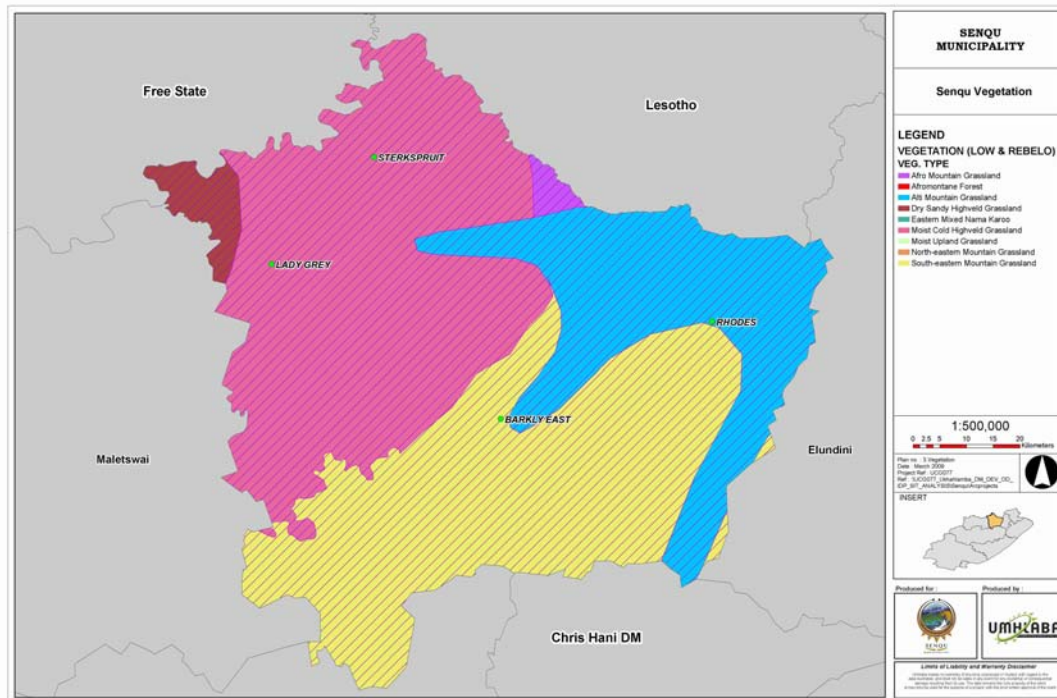 Free State
Lesotho
STERKSPRUIT
LADY GREY
RHODES
BARKLY EAST
Maletswai
Elundini
Chris Hani DM
SENQU
MUNICIPALITY
Senqu Vegetation
LEGEND
VEGETATION (LOW & REBELO)
VEG. TYPE
Afro Mountain Grassland
Afromontane Forest
Alti Mountain Grassland
Dry Sandy Highveld Grassland
Eastern Mixed Nama Karoo
Moist Cold Highveld Grassland
Moist Upland Grassland
North-eastern Mountain Grassland
South-eastern Mountain Grassland
1:500,000
0 2.5 5 10 15 20
Kilometers
Plan no : 3 Vegetation
Date : March 2009
Project Ref : UCG077
INSERT
Produced for :
Produced by :
SENQU
UMHLABA
Limits of Liability and Warranty Disclaimer